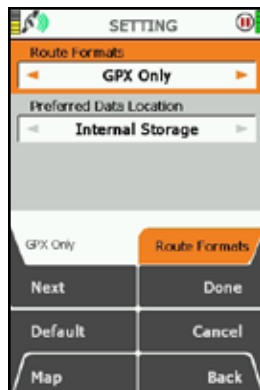 SETTING
Route Formats
GPX Only
Preferred Data Location
Internal Storage
GPX Only
Route Formats
Next
Done
Default
Cancel
Map
Back